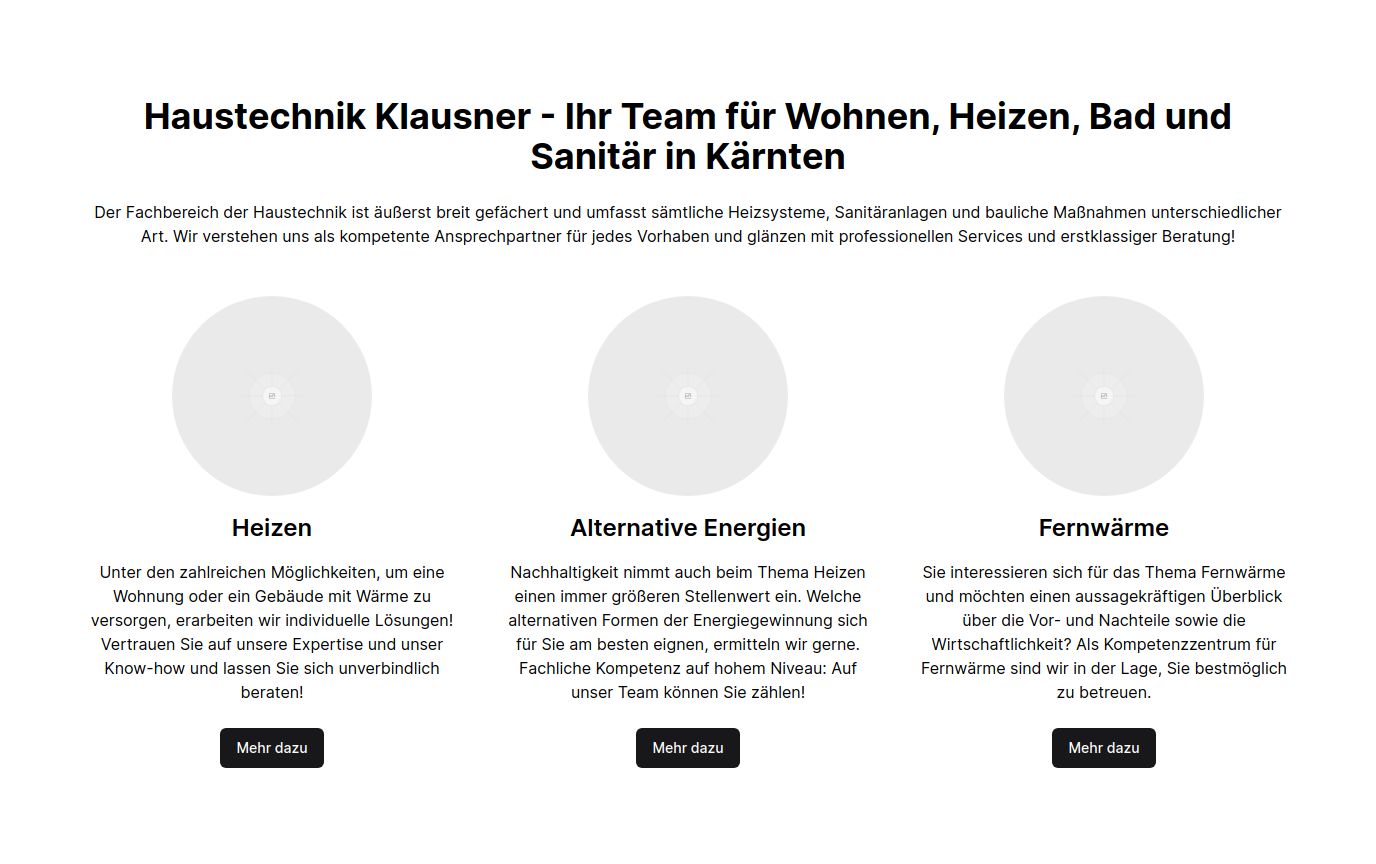 Haustechnik Klausner - Ihr Team für Wohnen, Heizen, Bad und
Sanitär in Kärnten
Der Fachbereich der Haustechnik ist äußerst breit gefächert und umfasst sämtliche Heizsysteme, Sanitäranlagen und bauliche Maßnahmen unterschiedlicher
Art. Wir verstehen uns als kompetente Ansprechpartner für jedes Vorhaben und glänzen mit professionellen Services und erstklassiger Beratung!
Heizen
Unter den zahlreichen Möglichkeiten, um eine
Wohnung oder ein Gebäude mit Wärme zu
versorgen, erarbeiten wir individuelle Lösungen!
Vertrauen Sie auf unsere Expertise und unser
Know-how und lassen Sie sich unverbindlich
beraten!
Mehr dazu
Alternative Energien
Nachhaltigkeit nimmt auch beim Thema Heizen
einen immer größeren Stellenwert ein. Welche
alternativen Formen der Energiegewinnung sich
für Sie am besten eignen, ermitteln wir gerne.
Fachliche Kompetenz auf hohem Niveau: Auf
unser Team können Sie zählen!
Mehr dazu
Fernwärme
Sie interessieren sich für das Thema Fernwärme
und möchten einen aussagekräftigen Überblick
über die Vor- und Nachteile sowie die
Wirtschaftlichkeit? Als Kompetenzzentrum für
Fernwärme sind wir in der Lage, Sie bestmöglich
zu betreuen.
Mehr dazu